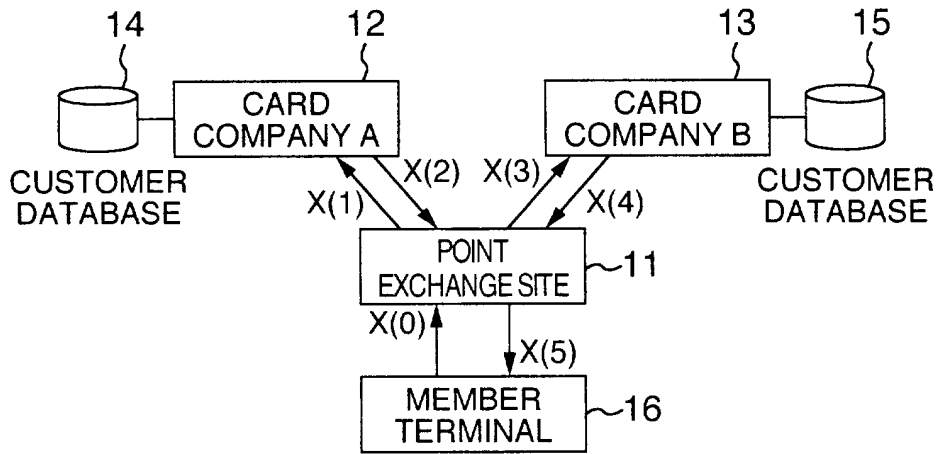 14
12
13
15
CARD
COMPANY A
CARD
COMPANY B
CUSTOMER
DATABASE
X(1)
X(2)
X(3)
X(4)
CUSTOMER
DATABASE
POINT
EXCHANGE SITE
11
X(0)
X(5)
MEMBER
TERMINAL
16